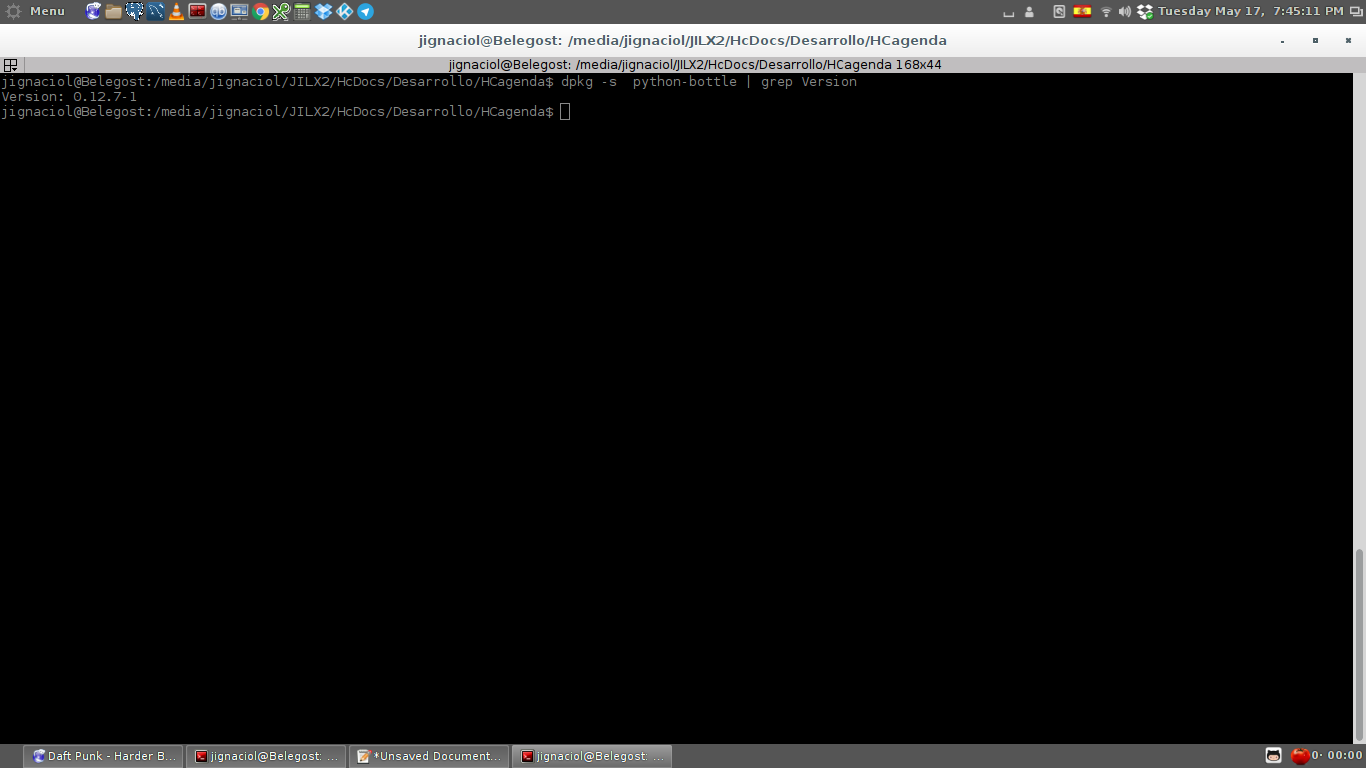 Menu
Tuesday May 17, 7:45:11 PM
jignaciol@Belegost: /media/jignaciol/JILX2/HcDocs/Desarrollo/HCagenda
jignaciol@Belegost: /media/jignaciol/JILX2/HcDocs/Desarrollo/HCagenda 168x44
jignaciol@Belegost:/media/jignaciol/JILX2/HcDocs/Desarrollo/HCagenda$ dpkg -s  python-bottle | grep Version
Version: 0.12.7-1
jignaciol@Belegost:/media/jignaciol/JILX2/HcDocs/Desarrollo/HCagenda$
Daft Punk - Harder B...
jignaciol@Belegost: ...
*Unsaved Document...
jignaciol@Belegost: ...
0· 00:00